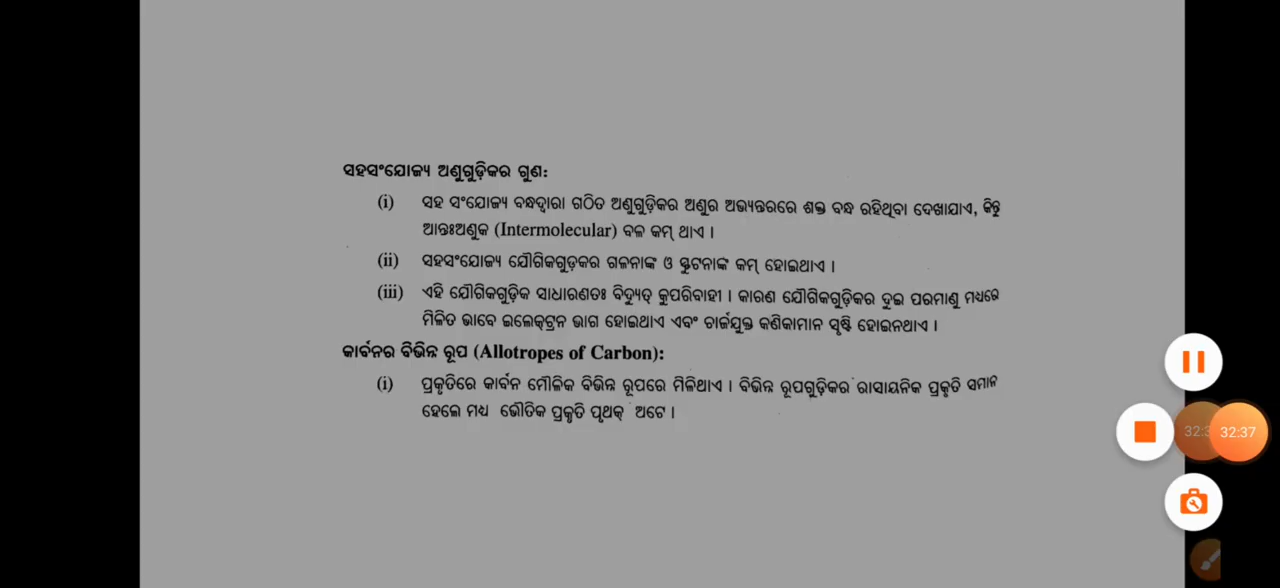 ସହସଂଯୋଜ୍ୟ ଅଣୁଗୁଡ଼ିକର ଗୁଣ:
(i) ସହ ସଂଯୋଜ୍ୟ ବନ୍ଧଦ୍ୱାରା ଗଠିତ ଅଣୁଗୁଡ଼ିକର ଅଣୁର ଅଭ୍ୟନ୍ତରରେ ଶକ୍ତ ବନ୍ଧ ରହିଥିବା ଦେଖାଯାଏ, କିନ୍ତୁ
ଆନ୍ତଃଅଣୁକ (Intermolecular) ବଳ କମ୍ ଥାଏ ।
(ii) ସହସଂଯୋଜ୍ୟ ଯୌଗିକଗୁଡ଼କର ଗଳନାଙ୍କ ଓ ସ୍ଫୁଟନାଙ୍କ କମ୍ ହୋଇଥାଏ ।
(iii) ଏହି ଯୌଗିକଗୁଡ଼ିକ ସାଧାରଣତଃ ବିଦ୍ୟୁତ୍ କୁପରିବାହୀ । କାରଣ ଯୌଗିକଗୁଡ଼ିକର ଦୁଇ ପରମାଣୁ ମଧ୍ୟରେ
ମିଳିତ ଭାବେ ଇଲେକ୍‌ଟ୍ରନ ଭାଗ ହୋଇଥାଏ ଏବଂ ଚାର୍ଜଯୁକ୍ତ କଣିକାମାନ ସୃଷ୍ଟି ହୋଇନଥାଏ ।
କାର୍ବନର ବିଭିନ୍ନ ରୂପ (Allotropes of Carbon):
(i) ପ୍ରକୃତିରେ କାର୍ବନ ମୌଳିକ ବିଭିନ୍ନ ରୂପରେ ମିଳିଥାଏ । ବିଭିନ୍ନ ରୂପଗୁଡ଼ିକର ରାସାୟନିକ ପ୍ରକୃତି ସମାନ
ହେଲେ ମଧ୍ୟ ଭୌତିକ ପ୍ରକୃତି ପୃଥକ୍ ଅଟେ ।
32:37